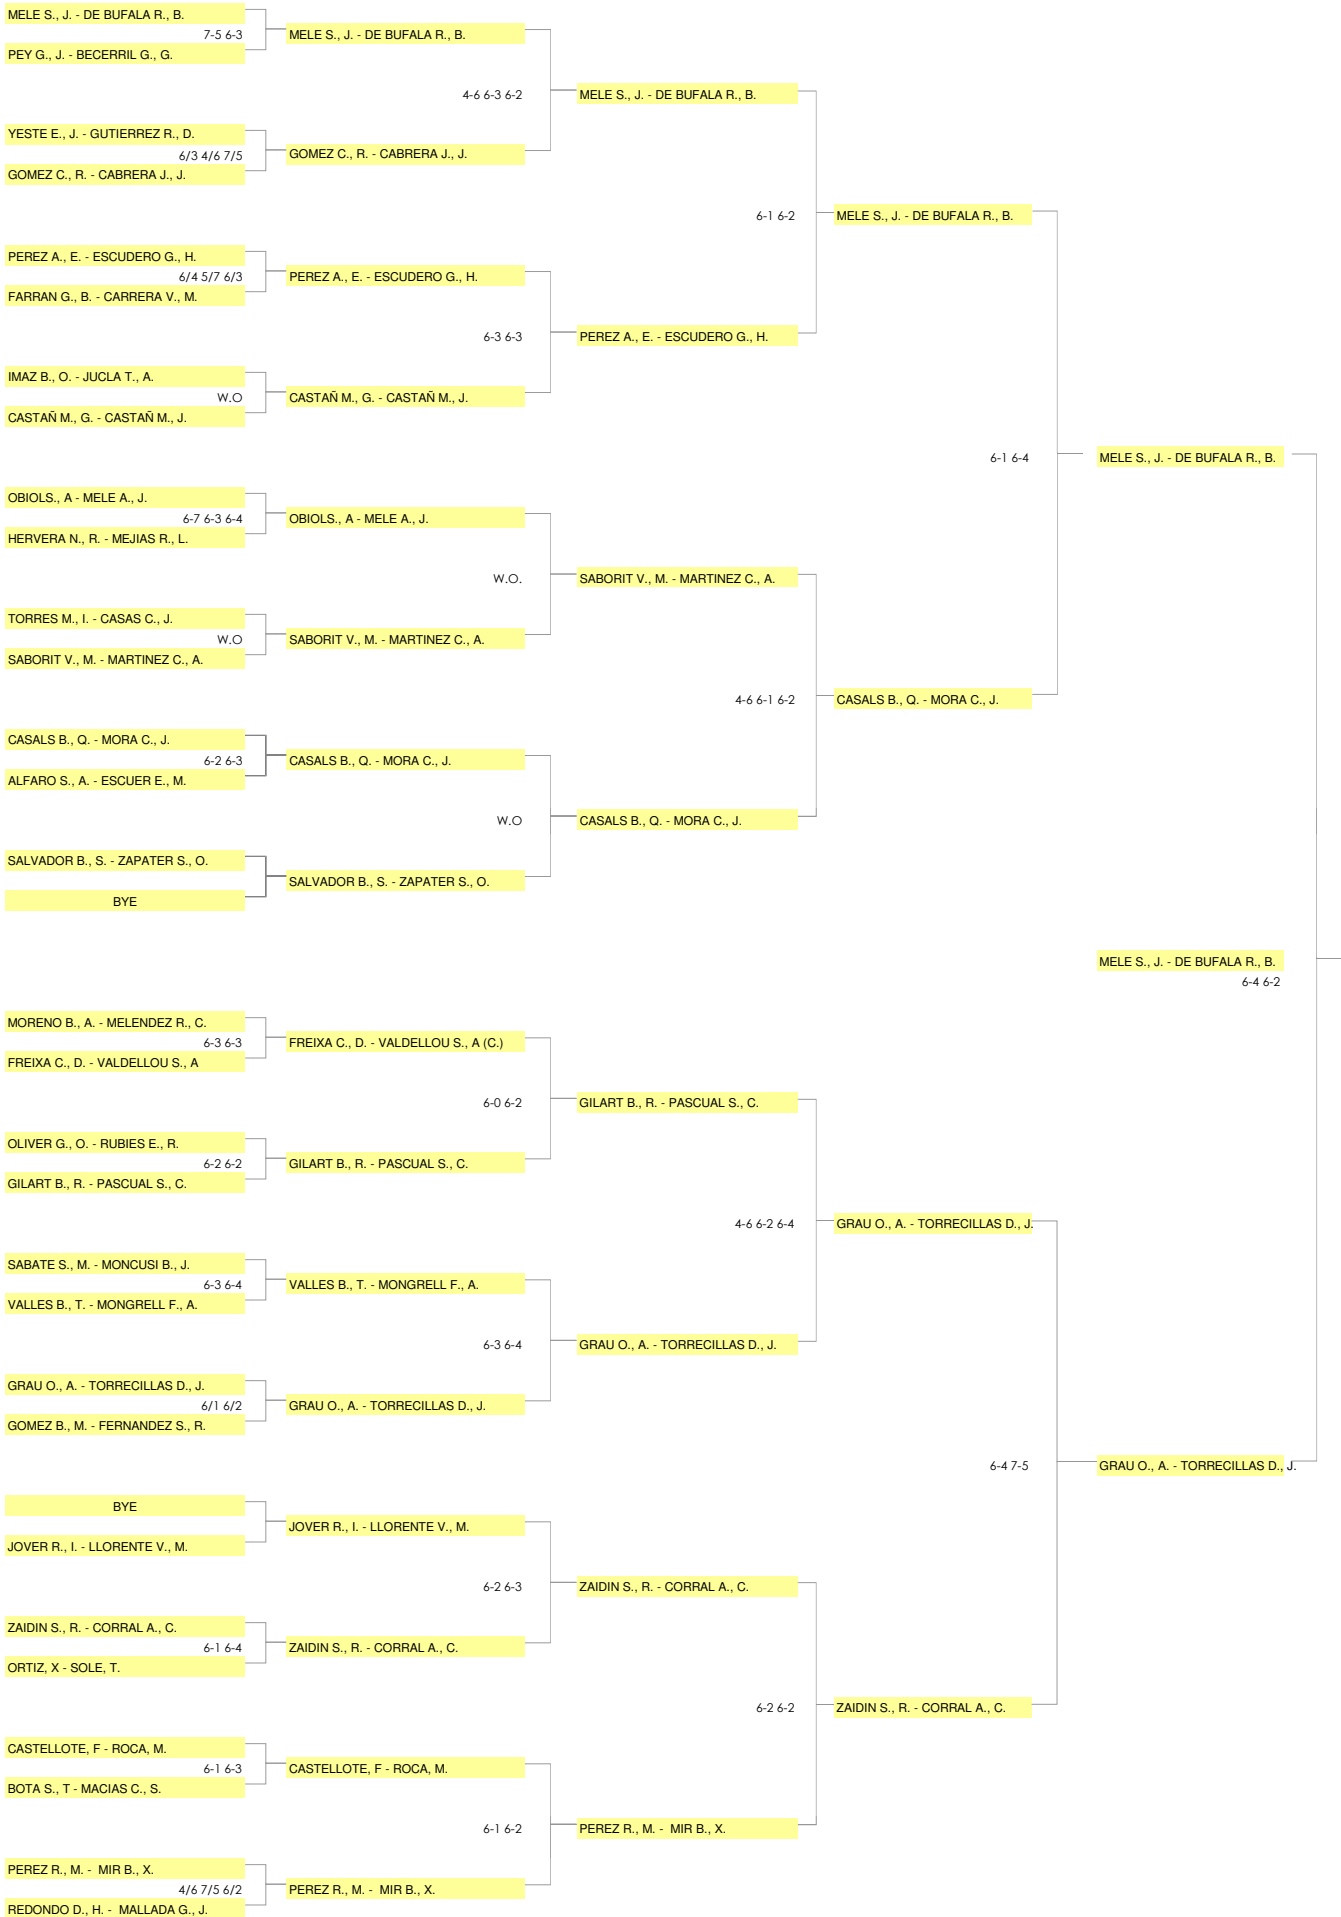 MELE S., J. - DE BUFALA R., B.
7-5 6-3
MELE S., J. - DE BUFALA R., B.
PEY G., J. - BECERRIL G., G.
4-6 6-3 6-2
MELE S., J. - DE BUFALA R., B.
YESTE E., J. - GUTIERREZ R., D.
6/3 4/6 7/5
GOMEZ C., R. - CABRERA J., J.
GOMEZ C., R. - CABRERA J., J.
6-1 6-2
MELE S., J. - DE BUFALA R., B.
PEREZ A., E. - ESCUDERO G., H.
6/4 5/7 6/3
PEREZ A., E. - ESCUDERO G., H.
FARRAN G., B. - CARRERA V., M.
6-3 6-3
PEREZ A., E. - ESCUDERO G., H.
IMAZ B., O. - JUCLA T., A.
W.O
CASTAÑ M., G. - CASTAÑ M., J.
CASTAÑ M., G. - CASTAÑ M., J.
6-1 6-4
MELE S., J. - DE BUFALA R., B.
OBIOLS., A - MELE A., J.
6-7 6-3 6-4
OBIOLS., A - MELE A., J.
HERVERA N., R. - MEJIAS R., L.
W.O.
SABORIT V., M. - MARTINEZ C., A.
TORRES M., I. - CASAS C., J.
W.O
SABORIT V., M. - MARTINEZ C., A.
SABORIT V., M. - MARTINEZ C., A.
4-6 6-1 6-2
CASALS B., Q. - MORA C., J.
CASALS B., Q. - MORA C., J.
6-2 6-3
CASALS B., Q. - MORA C., J.
ALFARO S., A. - ESCUER E., M.
W.O
CASALS B., Q. - MORA C., J.
SALVADOR B., S. - ZAPATER S., O.
SALVADOR B., S. - ZAPATER S., O.
BYE
MELE S., J. - DE BUFALA R., B.
6-4 6-2
MORENO B., A. - MELENDEZ R., C.
6-3 6-3
FREIXA C., D. - VALDELLOU S., A (C.)
FREIXA C., D. - VALDELLOU S., A
6-0 6-2
GILART B., R. - PASCUAL S., C.
OLIVER G., O. - RUBIES E., R.
6-2 6-2
GILART B., R. - PASCUAL S., C.
GILART B., R. - PASCUAL S., C.
4-6 6-2 6-4
GRAU O., A. - TORRECILLAS D., J.
SABATE S., M. - MONCUSI B., J.
6-3 6-4
VALLES B., T. - MONGRELL F., A.
VALLES B., T. - MONGRELL F., A.
6-3 6-4
GRAU O., A. - TORRECILLAS D., J.
GRAU O., A. - TORRECILLAS D., J.
6/1 6/2
GRAU O., A. - TORRECILLAS D., J.
GOMEZ B., M. - FERNANDEZ S., R.
6-4 7-5
GRAU O., A. - TORRECILLAS D., J.
BYE
JOVER R., I. - LLORENTE V., M.
JOVER R., I. - LLORENTE V., M.
6-2 6-3
ZAIDIN S., R. - CORRAL A., C.
ZAIDIN S., R. - CORRAL A., C.
6-1 6-4
ZAIDIN S., R. - CORRAL A., C.
ORTIZ, X - SOLE, T.
6-2 6-2
ZAIDIN S., R. - CORRAL A., C.
CASTELLOTE, F - ROCA, M.
6-1 6-3
CASTELLOTE, F - ROCA, M.
BOTA S., T - MACIAS C., S.
6-1 6-2
PEREZ R., M. - MIR B., X.
PEREZ R., M. - MIR B., X.
4/6 7/5 6/2
PEREZ R., M. - MIR B., X.
REDONDO D., H. - MALLADA G., J.